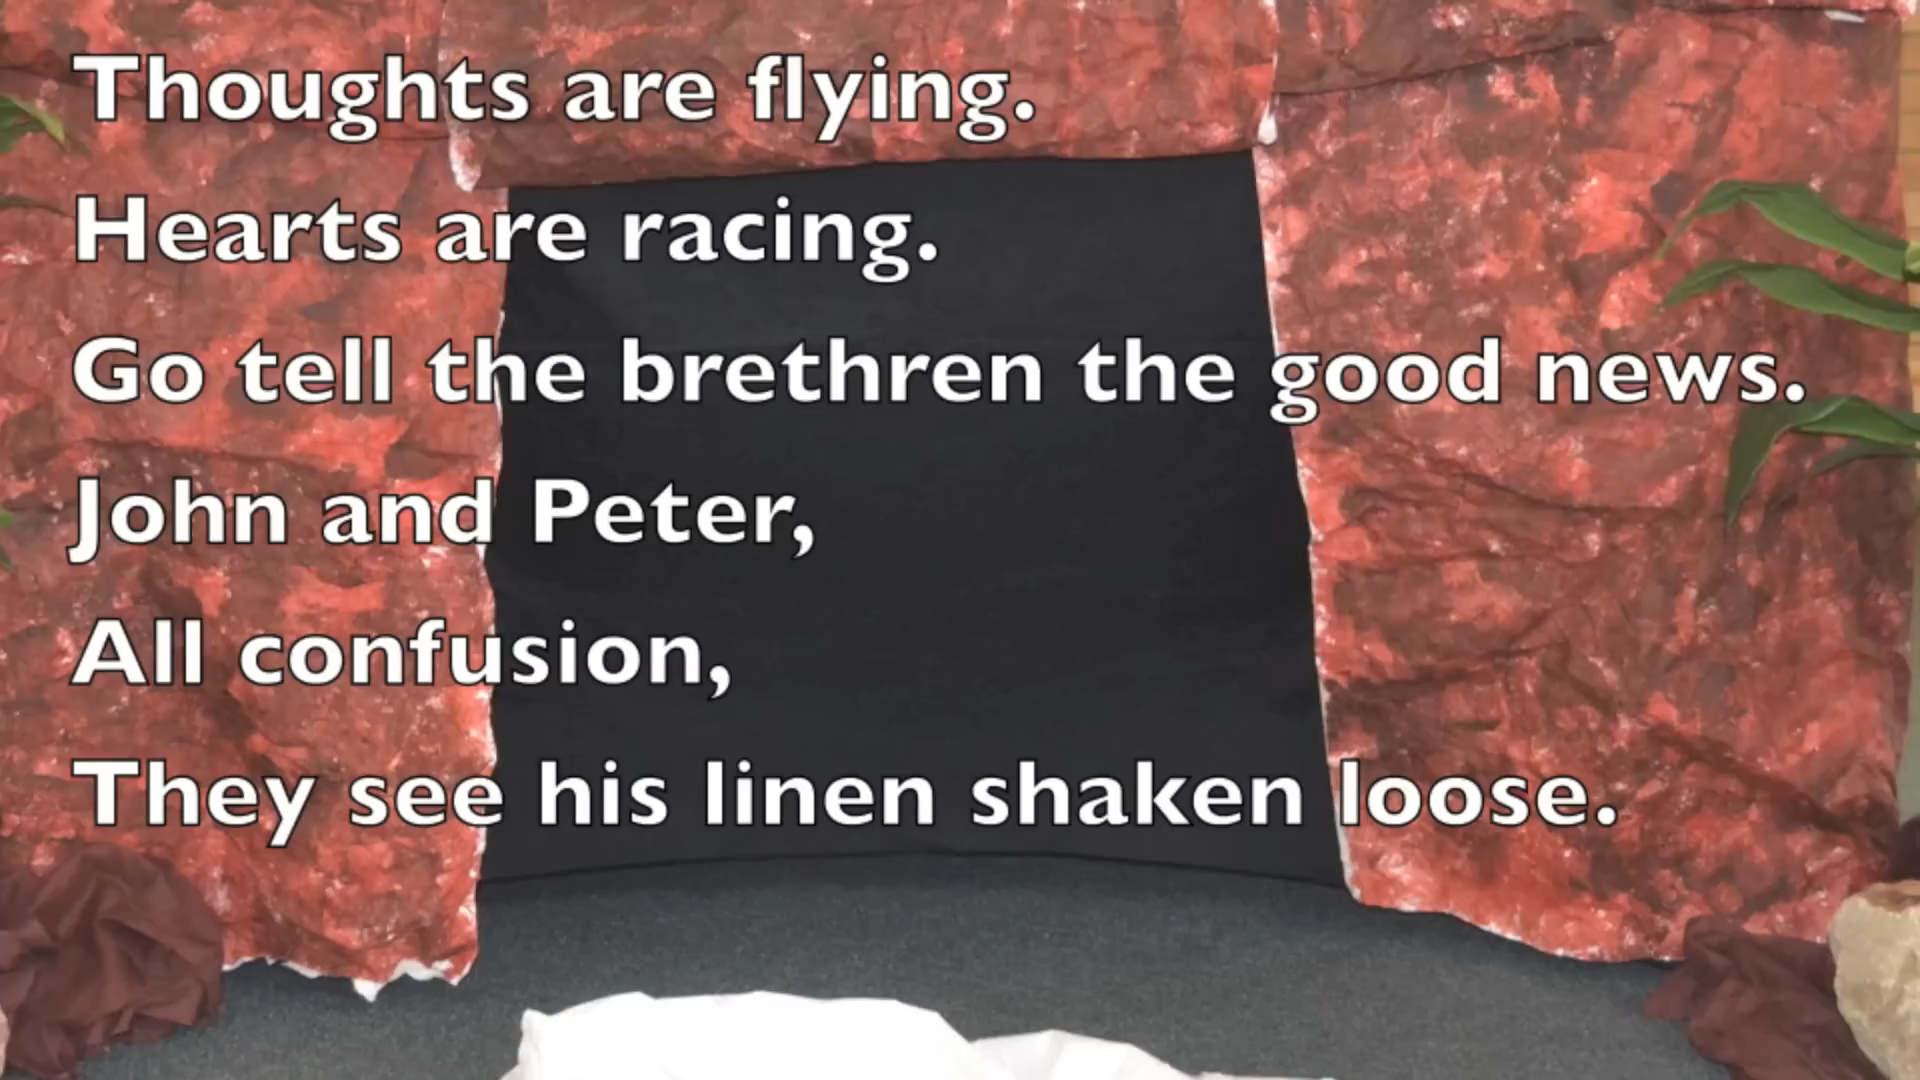 Thoughts are flying.
Hearts are racing.
Go tell the brethren the good news.
John and Peter,
All confusion,
They see his linen shaken loose.